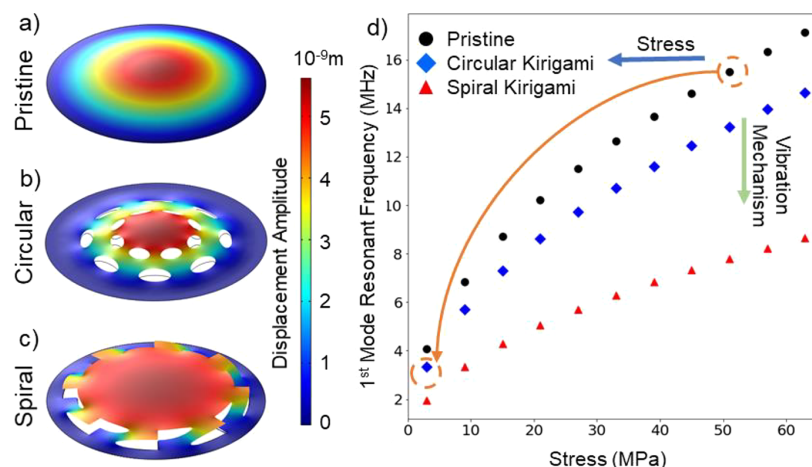 a)
Pristine
b)
Circular
c)
Spiral
10⁻⁹m
5
4
3
2
1
0
Displacement Amplitude
d)
Pristine
Circular Kirigami
Spiral Kirigami
Stress
Vibration
Mechanism
1st Mode Resonant Frequency (MHz)
16
14
12
10
8
6
4
2
0
10
20
30
40
50
60
Stress (MPa)